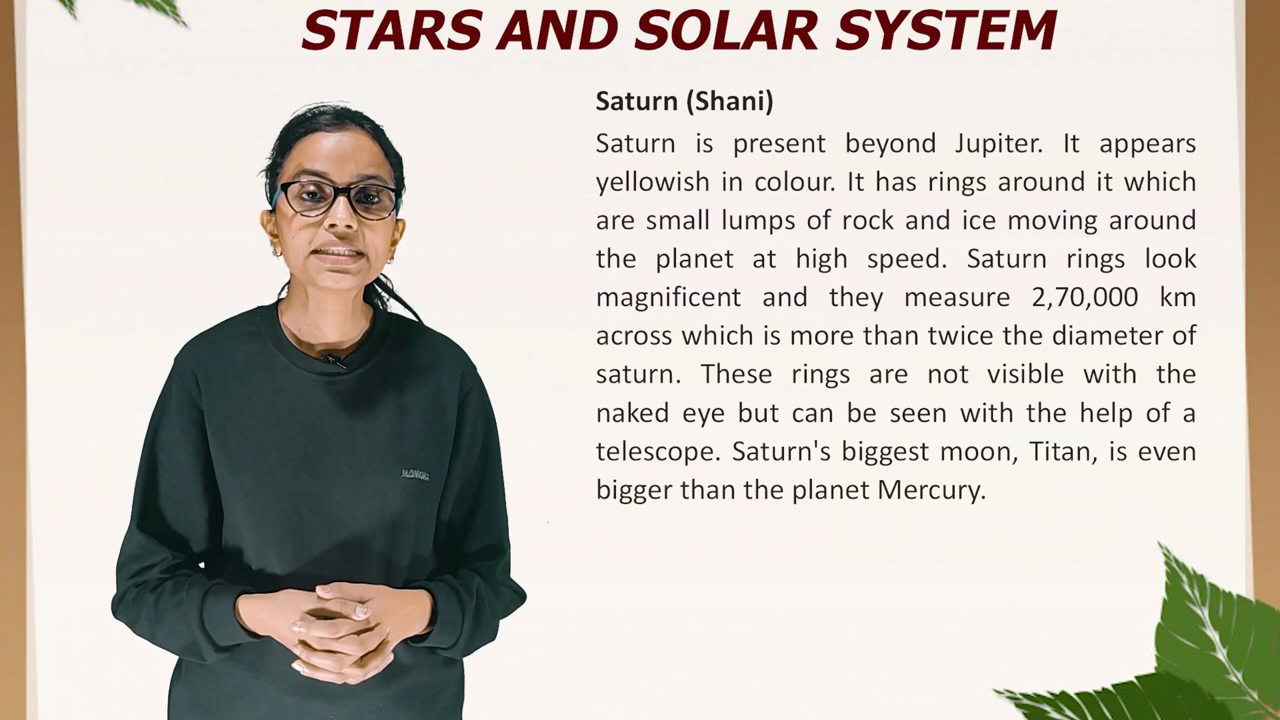 STARS AND SOLAR SYSTEM
Saturn (Shani)
Saturn is present beyond Jupiter. It appears
yellowish in colour. It has rings around it which
are small lumps of rock and ice moving around
the planet at high speed. Saturn rings look
magnificent and they measure 2,70,000 km
across which is more than twice the diameter of
saturn. These rings are not visible with the
naked eye but can be seen with the help of a
telescope. Saturn's biggest moon, Titan, is even
bigger than the planet Mercury.